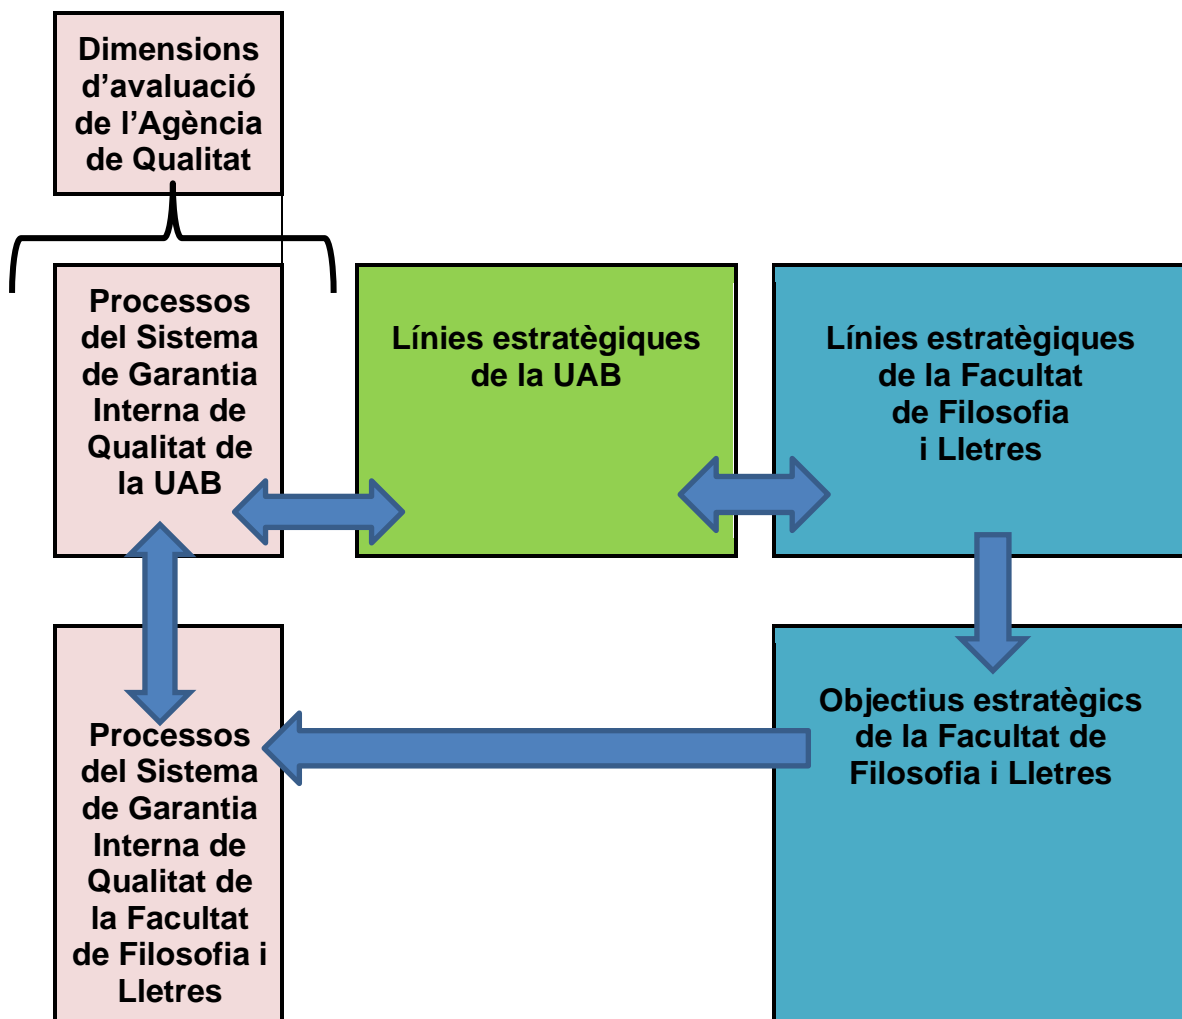 Dimensions
d’avaluació
de l’Agència
de Qualitat
Processos
del Sistema
de Garantia
Interna de
Qualitat de
la UAB
Línies estratègiques
de la UAB
Línies estratègiques
de la Facultat
de Filosofia
i Lletres
Processos
del Sistema
de Garantia
Interna de
Qualitat de
la Facultat
de Filosofia i
Lletres
Objectius estratègics
de la Facultat de
Filosofia i Lletres